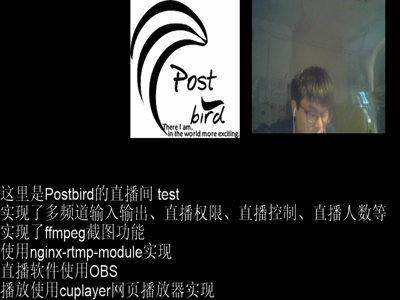 Post
bird
There I am,
in the world more exciting.
这里是Postbird的直播间 test
实现了多频道输入输出、直播权限、直播控制、直播人数等
实现了ffmpeg截图功能
使用nginx-rtmp-module实现
直播软件使用OBS
播放使用cuplayer网页播放器实现